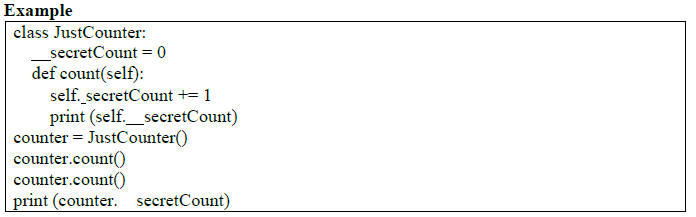 Example
class JustCounter:
    __secretCount = 0
    def count(self):
        self._secretCount += 1
        print (self.__secretCount)
counter = JustCounter()
counter.count()
counter.count()
print (counter.    secretCount)